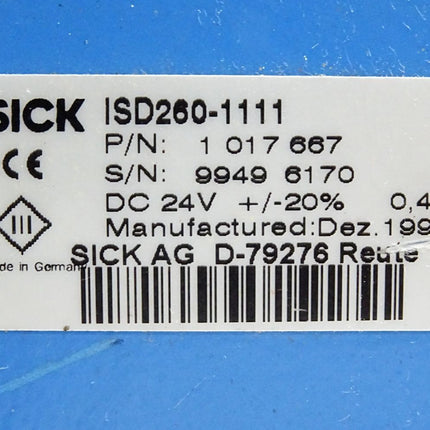 SICK ISD260-1111
CE P/N: 1 017 667
S/N: 9949 6170
III DC 24V +/-20% 0,4
Manufactured:Dez.199
SICK AG D-79276 Reute
de in Germany